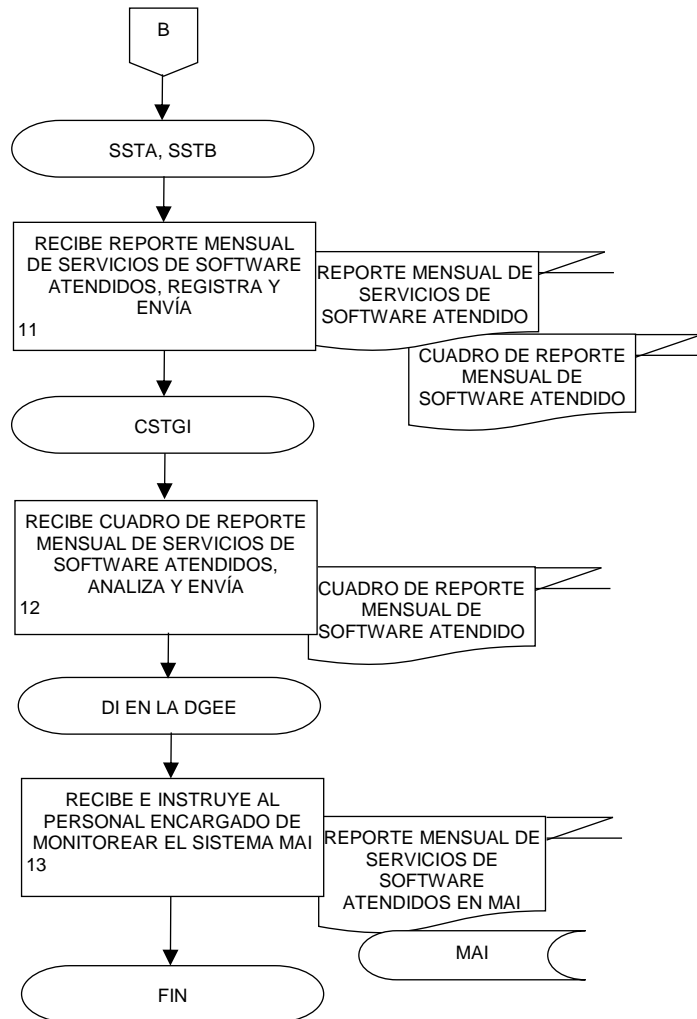 B
SSTA, SSTB
RECIBE REPORTE MENSUAL
DE SERVICIOS DE SOFTWARE
ATENDIDOS, REGISTRA Y
ENVÍA
11
REPORTE MENSUAL DE
SERVICIOS DE
SOFTWARE ATENDIDO
CUADRO DE REPORTE
MENSUAL DE
SOFTWARE ATENDIDO
CSTGI
RECIBE CUADRO DE REPORTE
MENSUAL DE SERVICIOS DE
SOFTWARE ATENDIDOS,
ANALIZA Y ENVÍA
12
CUADRO DE REPORTE
MENSUAL DE
SOFTWARE ATENDIDO
DI EN LA DGEE
RECIBE E INSTRUYE AL
PERSONAL ENCARGADO DE
MONITOREAR EL SISTEMA MAI
13
REPORTE MENSUAL DE
SERVICIOS DE
SOFTWARE
ATENDIDOS EN MAI
MAI
FIN